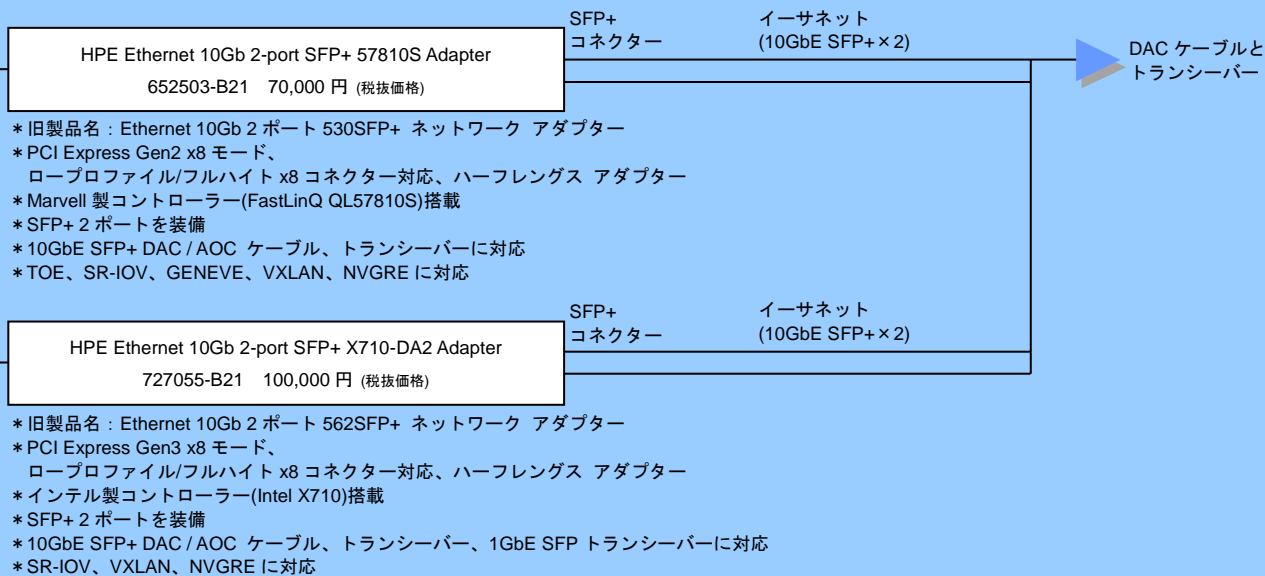 SFP+
コネクター
イーサネット
(10GbE SFP+×2)
HPE Ethernet 10Gb 2-port SFP+ 57810S Adapter
652503-B21 70,000 円 (税抜価格)
DAC ケーブルと
トランシーバー
*旧製品名：Ethernet 10Gb 2 ポート 530SFP+ ネットワーク アダプター
*PCI Express Gen2 x8 モード、
ロープロファイル/フルハイト x8 コネクター対応、ハーフレングス アダプター
*Marvell 製コントローラー(FastLinQ QL57810S)搭載
*SFP+ 2 ポートを装備
*10GbE SFP+ DAC / AOC ケーブル、トランシーバーに対応
*TOE、SR-IOV、GENEVE、VXLAN、NVGRE に対応
SFP+
コネクター
イーサネット
(10GbE SFP+×2)
HPE Ethernet 10Gb 2-port SFP+ X710-DA2 Adapter
727055-B21 100,000 円 (税抜価格)
*旧製品名：Ethernet 10Gb 2 ポート 562SFP+ ネットワーク アダプター
*PCI Express Gen3 x8 モード、
ロープロファイル/フルハイト x8 コネクター対応、ハーフレングス アダプター
*インテル製コントローラー(Intel X710)搭載
*SFP+ 2 ポートを装備
*10GbE SFP+ DAC / AOC ケーブル、トランシーバー、1GbE SFP トランシーバーに対応
*SR-IOV、VXLAN、NVGRE に対応